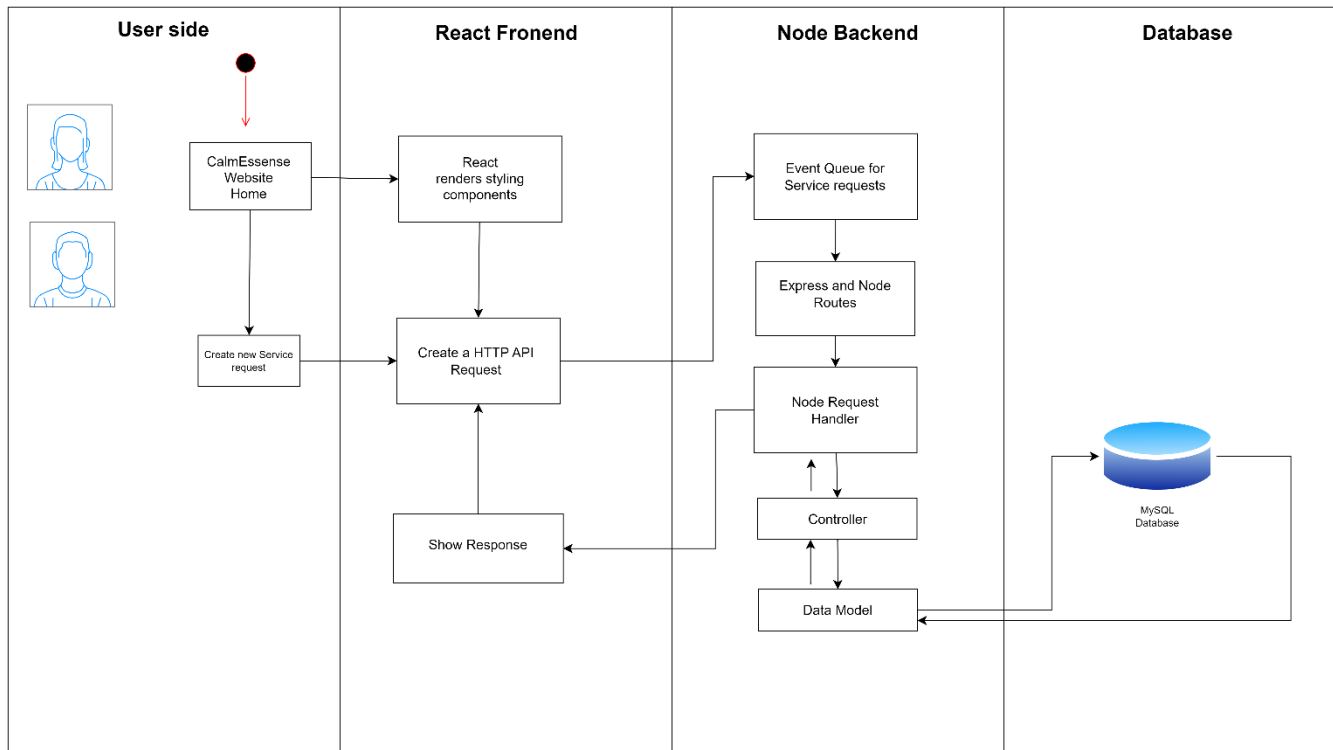 User side
React Fronend
Node Backend
Database
CalmEssense
Website
Home
React
renders styling
components
Event Queue for
Service requests
Express and Node
Routes
Create new Service
request
Create a HTTP API
Request
Node Request
Handler
MySQL
Database
Controller
Show Response
Data Model